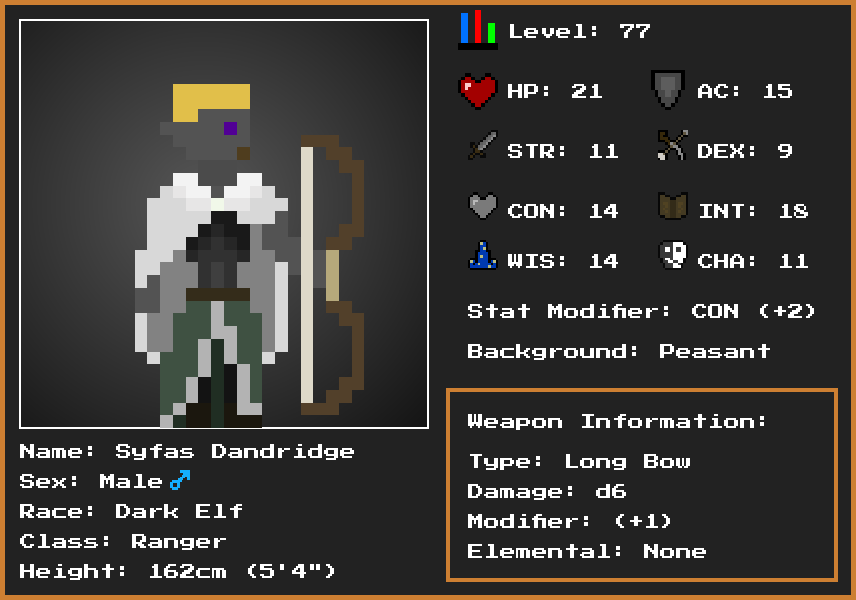 Level: 77
HP: 21 AC: 15
STR: 11 DEX: 9
CON: 14 INT: 18
WIS: 14 CHA: 11
Stat Modifier: CON (+2)
Background: Peasant
Weapon Information:
Type: Long Bow
Damage: d6
Modifier: (+1)
Elemental: None
Name: Syfas Dandridge
Sex: Male ♂
Race: Dark Elf
Class: Ranger
Height: 162cm (5'4")